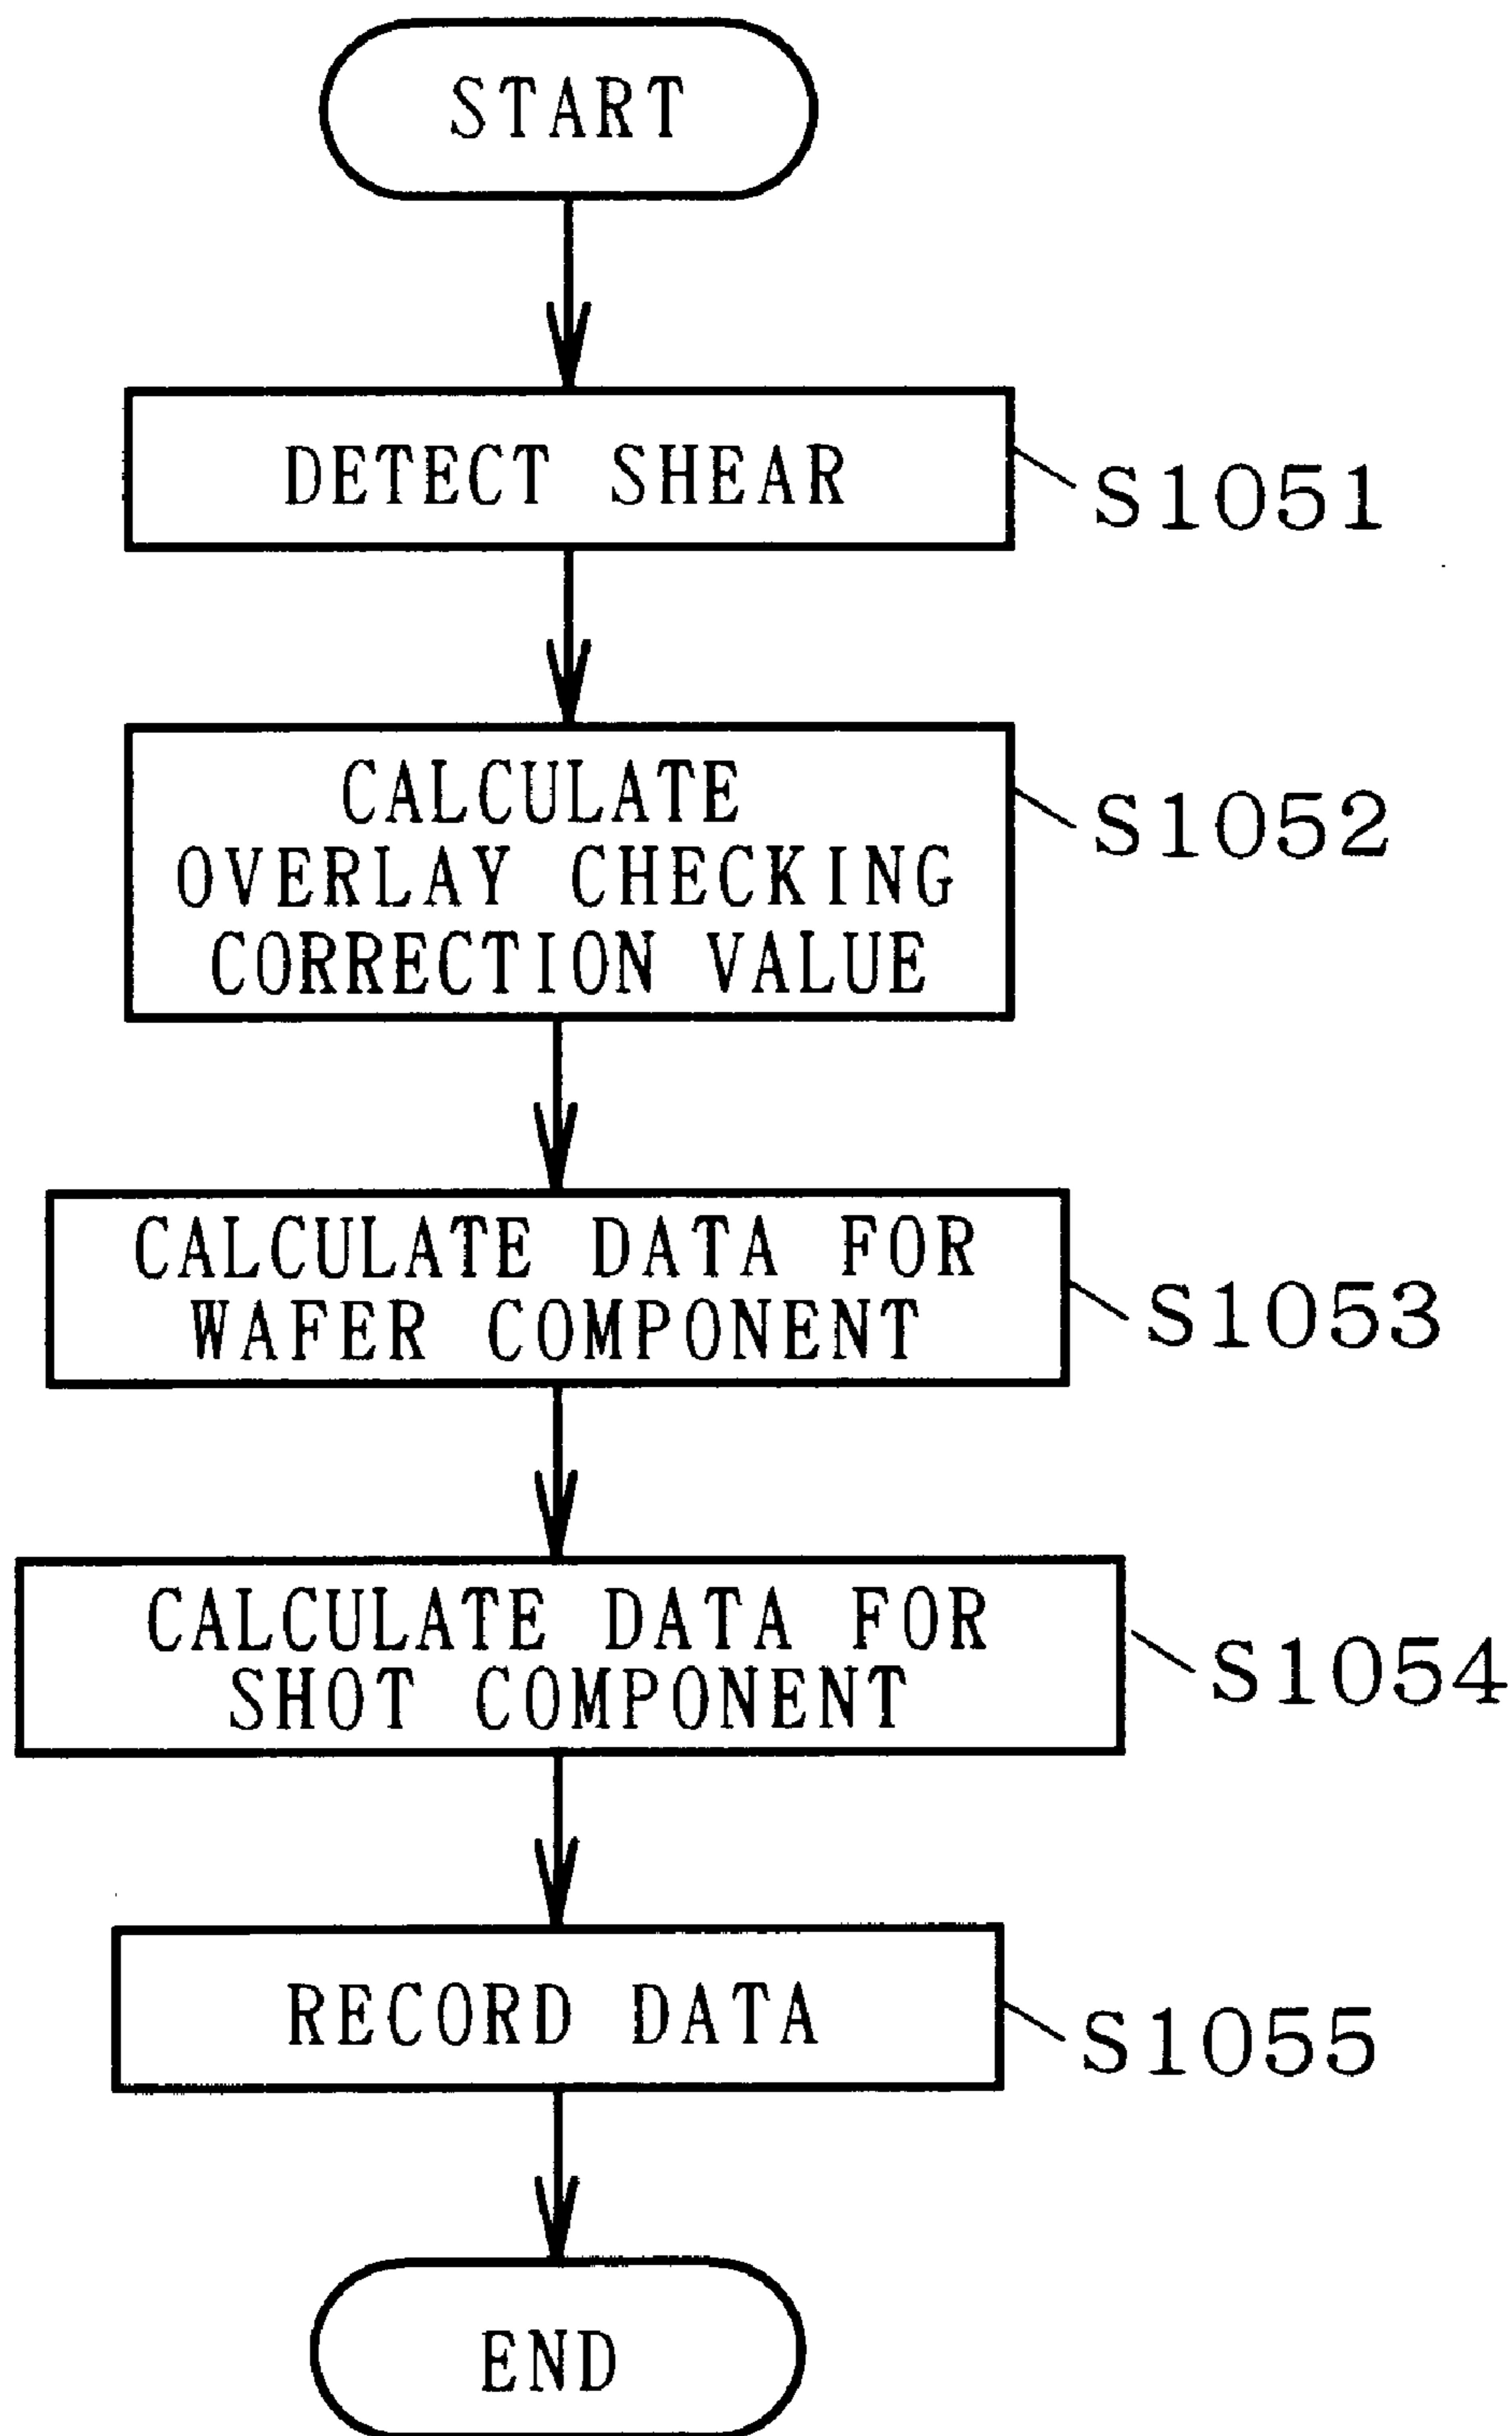 START
DETECT SHEAR
S1051
CALCULATE
OVERLAY CHECKING
CORRECTION VALUE
S1052
CALCULATE DATA FOR
WAFER COMPONENT
S1053
CALCULATE DATA FOR
SHOT COMPONENT
S1054
RECORD DATA
S1055
END